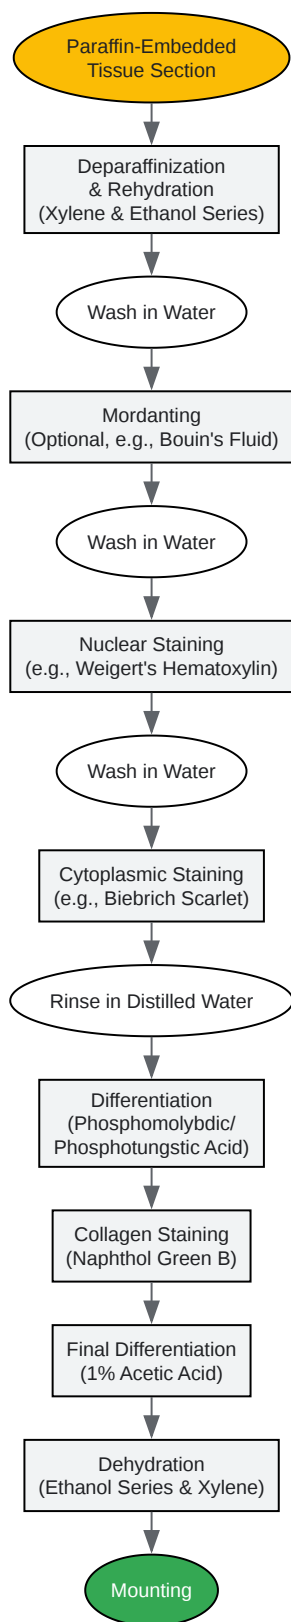 Paraffin-Embedded
Tissue Section
Deparaffinization
& Rehydration
(Xylene & Ethanol Series)
Wash in Water
Mordanting
(Optional, e.g., Bouin's Fluid)
Wash in Water
Nuclear Staining
(e.g., Weigert's Hematoxylin)
Wash in Water
Cytoplasmic Staining
(e.g., Biebrich Scarlet)
Rinse in Distilled Water
Differentiation
(Phosphomolybdic/
Phosphotungstic Acid)
Collagen Staining
(Naphthol Green B)
Final Differentiation
(1% Acetic Acid)
Dehydration
(Ethanol Series & Xylene)
Mounting